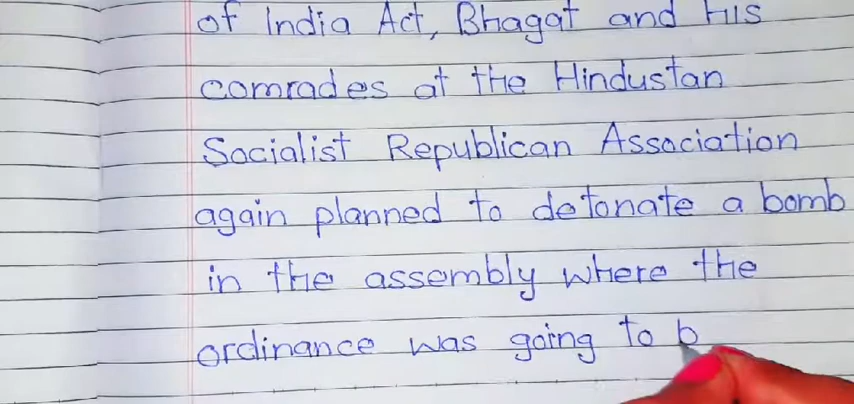 of India Act, Bhagat and his
comrades at the Hindustan
Socialist Republican Association
again planned to detonate a bomb
in the assembly where the
ordinance was going to b